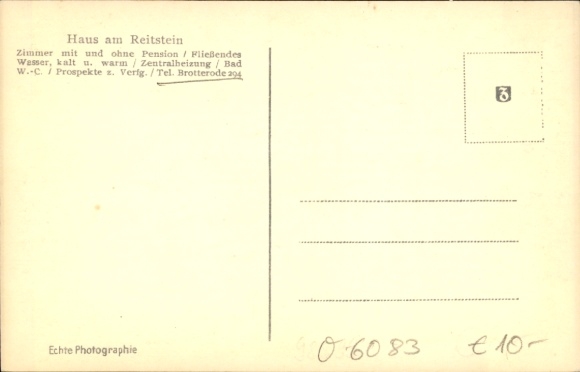 Haus am Reitstein
Zimmer mit und ohne Pension / Fließendes
Wasser, kalt u. warm / Zentralheizung / Bad
W.-C. / Prospekte z. Verfg. / Tel. Brotterode 294
Echte Photographie
O-6083 €10-